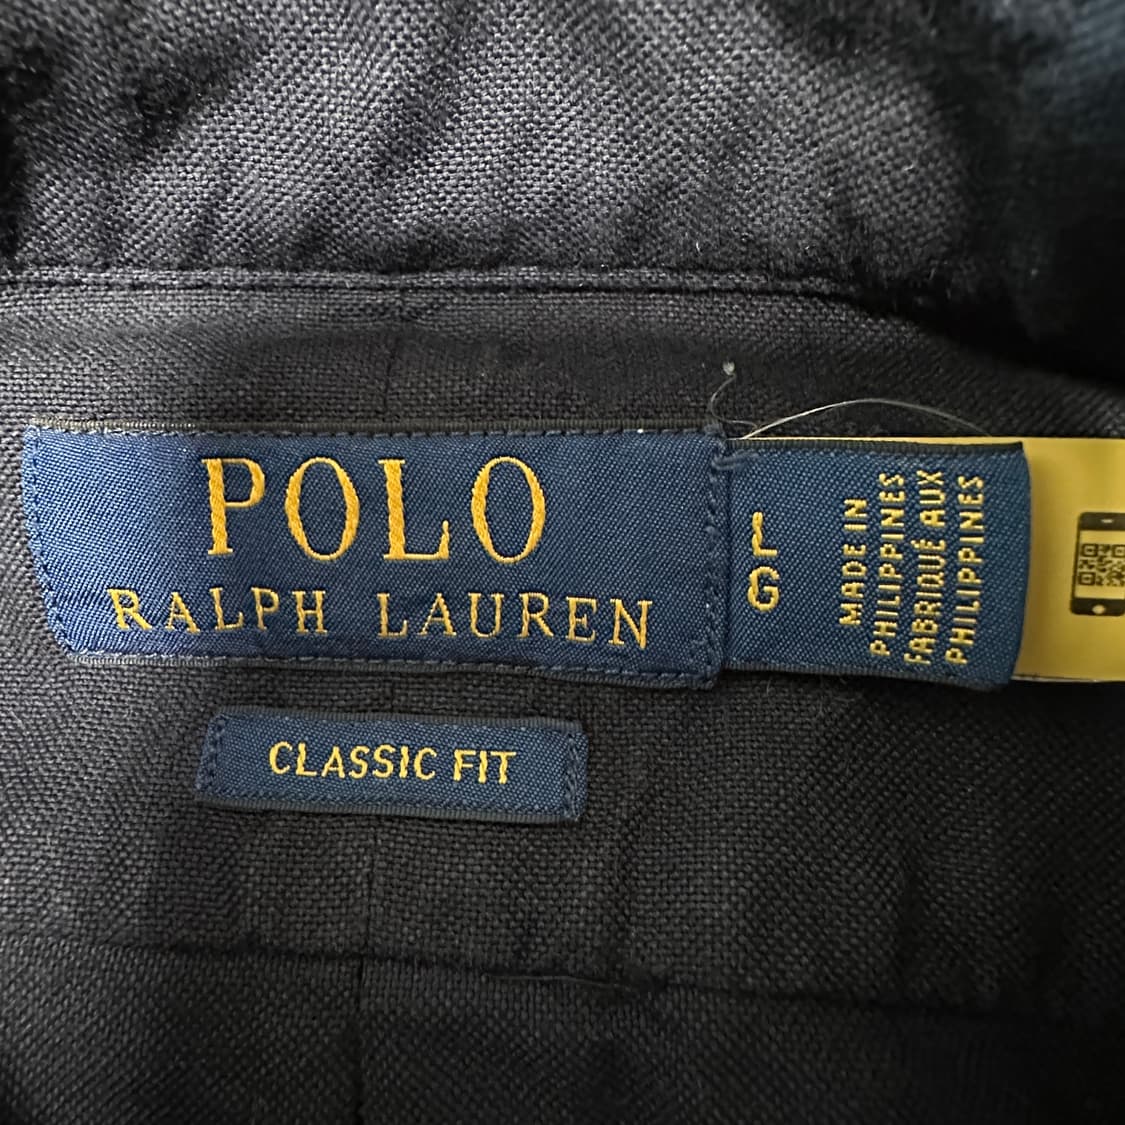 POLO
RALPH LAUREN
L
G
MADE IN
PHILIPPINES
FABRIQUÉ AUX
PHILIPPINES
CLASSIC FIT